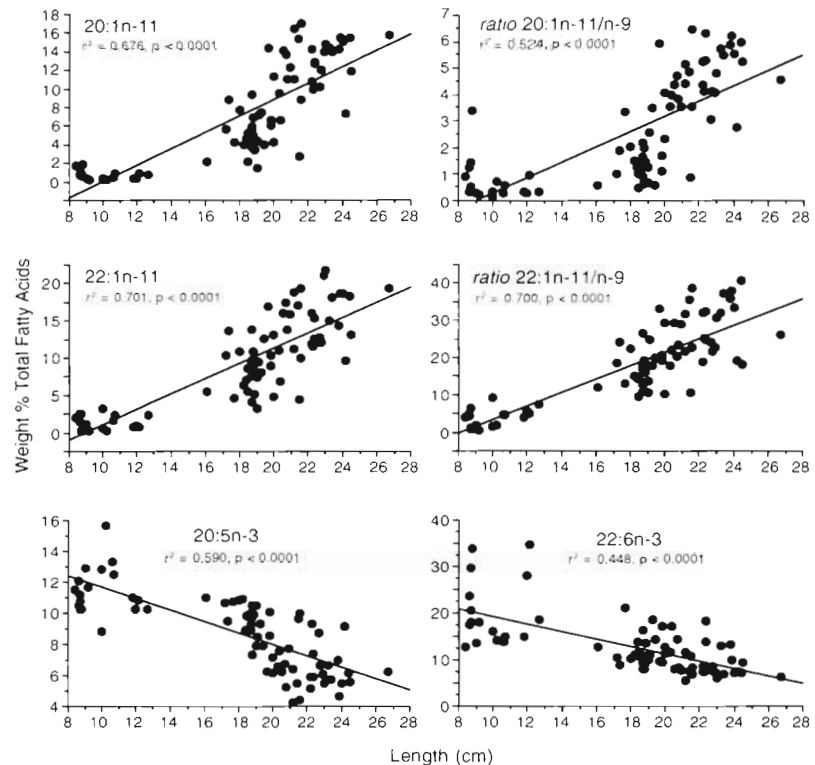 20:1n-11
r² = 0.676, p < 0.0001
18
16
14
12
10
8
6
4
2
0
8 10 12 14 16 18 20 22 24 26 28
ratio 20:1n-11/n-9
r² = 0.524, p < 0.0001
7
6
5
4
3
2
1
0
8 10 12 14 16 18 20 22 24 26 28
Weight % Total Fatty Acids
22:1n-11
r² = 0.701, p < 0.0001
20
15
10
5
0
8 10 12 14 16 18 20 22 24 26 28
ratio 22:1n-11/n-9
r² = 0.700, p < 0.0001
40
30
20
10
0
8 10 12 14 16 18 20 22 24 26 28
20:5n-3
r² = 0.590, p < 0.0001
16
14
12
10
8
6
4
8 10 12 14 16 18 20 22 24 26 28
22:6n-3
r² = 0.448, p < 0.0001
40
30
20
10
0
8 10 12 14 16 18 20 22 24 26 28
Length (cm)